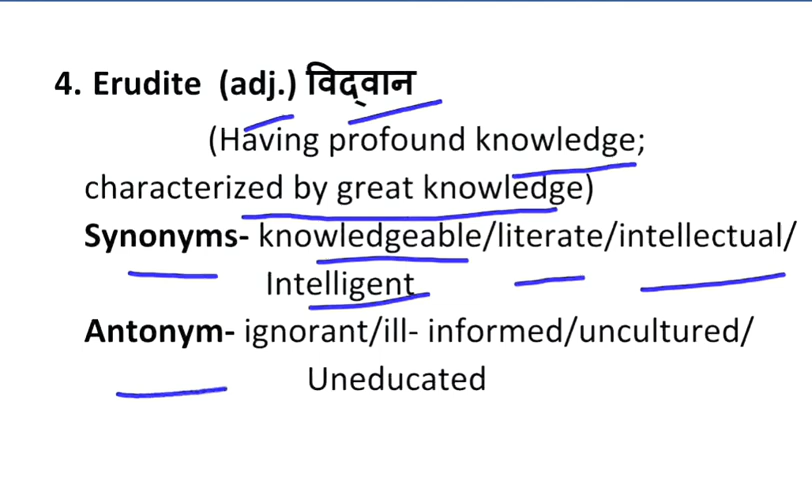 4. Erudite (adj.) विद्वान
(Having profound knowledge;
characterized by great knowledge)
Synonyms- knowledgeable/literate/intellectual/
Intelligent
Antonym- ignorant/ill- informed/uncultured/
Uneducated